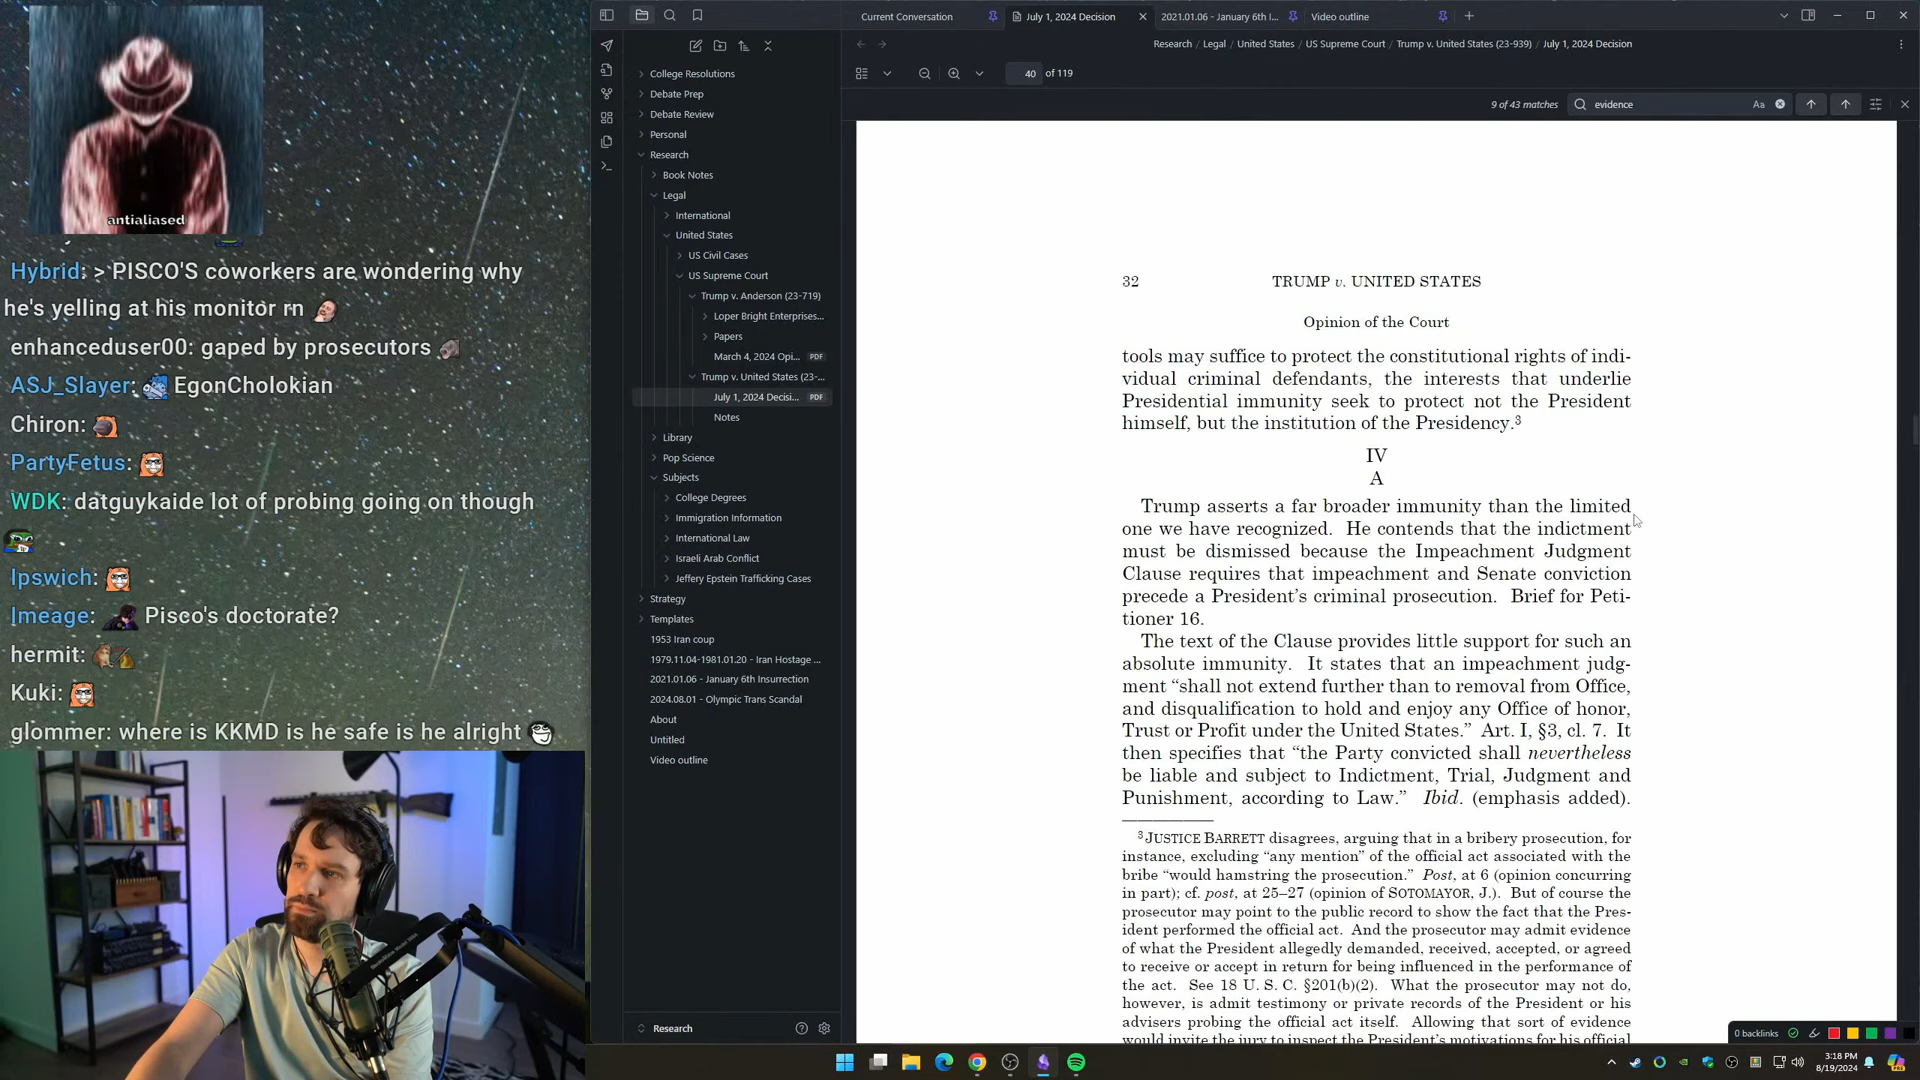 antialiased
Hybrid: > PISCO'S coworkers are wondering why
he's yelling at his monitor rn
enhanceduser00: gaped by prosecutors
ASJ_Slayer: EgonCholokian
Chiron:
PartyFetus:
WDK: datguykaide lot of probing going on though
Ipswich:
Imeage: Pisco's doctorate?
hermit:
Kuki:
glommer: where is KKMD is he safe is he alright
College Resolutions
Debate Prep
Debate Review
Personal
Research
Book Notes
Legal
International
United States
US Civil Cases
US Supreme Court
Trump v. Anderson (23-719)
Loper Bright Enterprises...
Papers
March 4, 2024 Opi... PDF
Trump v. United States (23-...
July 1, 2024 Decisi... PDF
Notes
Library
Pop Science
Subjects
College Degrees
Immigration Information
International Law
Israeli Arab Conflict
Jeffery Epstein Trafficking Cases
Strategy
Templates
1953 Iran coup
1979.11.04-1981.01.20 - Iran Hostage ...
2021.01.06 - January 6th Insurrection
2024.08.01 - Olympic Trans Scandal
About
Untitled
Video outline
Research
Current Conversation
July 1, 2024 Decision
2021.01.06 - January 6th I...
Video outline
Research / Legal / United States / US Supreme Court / Trump v. United States (23-939) / July 1, 2024 Decision
40 of 119
9 of 43 matches
evidence
Aa
32 TRUMP v. UNITED STATES
Opinion of the Court
tools may suffice to protect the constitutional rights of indi-
vidual criminal defendants, the interests that underlie
Presidential immunity seek to protect not the President
himself, but the institution of the Presidency.³
IV
A
Trump asserts a far broader immunity than the limited
one we have recognized. He contends that the indictment
must be dismissed because the Impeachment Judgment
Clause requires that impeachment and Senate conviction
precede a President's criminal prosecution. Brief for Peti-
tioner 16.
The text of the Clause provides little support for such an
absolute immunity. It states that an impeachment judg-
ment “shall not extend further than to removal from Office,
and disqualification to hold and enjoy any Office of honor,
Trust or Profit under the United States.” Art. I, §3, cl. 7. It
then specifies that “the Party convicted shall nevertheless
be liable and subject to Indictment, Trial, Judgment and
Punishment, according to Law.” Ibid. (emphasis added).
³JUSTICE BARRETT disagrees, arguing that in a bribery prosecution, for
instance, excluding “any mention” of the official act associated with the
bribe “would hamstring the prosecution.” Post, at 6 (opinion concurring
in part); cf. post, at 25–27 (opinion of SOTOMAYOR, J.). But of course the
prosecutor may point to the public record to show the fact that the Pres-
ident performed the official act. And the prosecutor may admit evidence
of what the President allegedly demanded, received, accepted, or agreed
to receive or accept in return for being influenced in the performance of
the act. See 18 U. S. C. §201(b)(2). What the prosecutor may not do,
however, is admit testimony or private records of the President or his
advisers probing the official act itself. Allowing that sort of evidence
would invite the jury to inspect the President's motivations for his official
0 backlinks
3:18 PM
8/19/2024